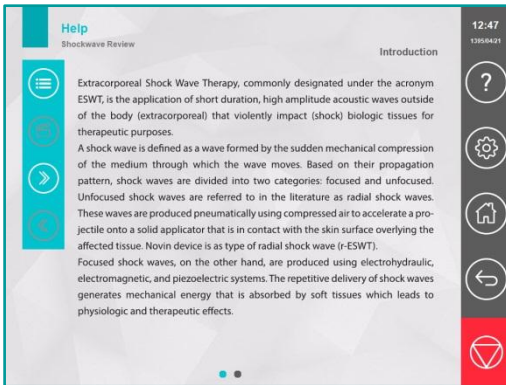 Help
Shockwave Review
Introduction
12:47
1395/04/21
Extracorporeal Shock Wave Therapy, commonly designated under the acronym
ESWT, is the application of short duration, high amplitude acoustic waves outside
of the body (extracorporeal) that violently impact (shock) biologic tissues for
therapeutic purposes.
A shock wave is defined as a wave formed by the sudden mechanical compression
of the medium through which the wave moves. Based on their propagation
pattern, shock waves are divided into two categories: focused and unfocused.
Unfocused shock waves are referred to in the literature as radial shock waves.
These waves are produced pneumatically using compressed air to accelerate a pro-
jectile onto a solid applicator that is in contact with the skin surface overlying the
affected tissue. Novin device is as type of radial shock wave (r-ESWT).
Focused shock waves, on the other hand, are produced using electrohydraulic,
electromagnetic, and piezoelectric systems. The repetitive delivery of shock waves
generates mechanical energy that is absorbed by soft tissues which leads to
physiologic and therapeutic effects.